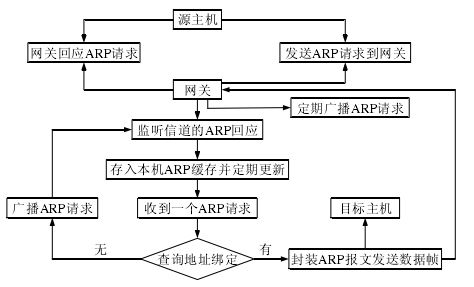 源主机
网关回应ARP请求
发送ARP请求到网关
网关
定期广播ARP请求
监听信道的ARP回应
存入本机ARP缓存并定期更新
广播ARP请求
收到一个ARP请求
目标主机
无
查询地址绑定
有
封装ARP报文发送数据帧